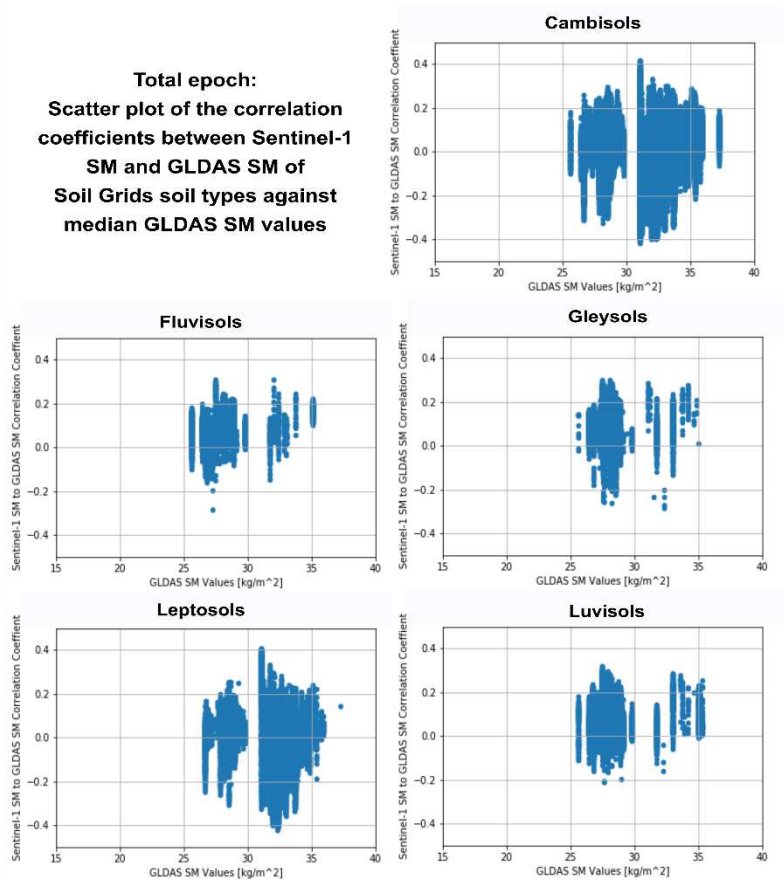 Total epoch:
Scatter plot of the correlation
coefficients between Sentinel-1
SM and GLDAS SM of
Soil Grids soil types against
median GLDAS SM values
Cambisols
Sentinel-1 SM to GLDAS SM Correlation Coeffient
0.4
0.2
0.0
−0.2
−0.4
15 20 25 30 35 40
GLDAS SM Values [kg/m^2]
Fluvisols
Sentinel-1 SM to GLDAS SM Correlation Coeffient
0.4
0.2
0.0
−0.2
−0.4
15 20 25 30 35 40
GLDAS SM Values [kg/m^2]
Gleysols
Sentinel-1 SM to GLDAS SM Correlation Coeffient
0.4
0.2
0.0
−0.2
−0.4
15 20 25 30 35 40
GLDAS SM Values [kg/m^2]
Leptosols
Sentinel-1 SM to GLDAS SM Correlation Coeffient
0.4
0.2
0.0
−0.2
−0.4
15 20 25 30 35 40
GLDAS SM Values [kg/m^2]
Luvisols
Sentinel-1 SM to GLDAS SM Correlation Coeffient
0.4
0.2
0.0
−0.2
−0.4
15 20 25 30 35 40
GLDAS SM Values [kg/m^2]